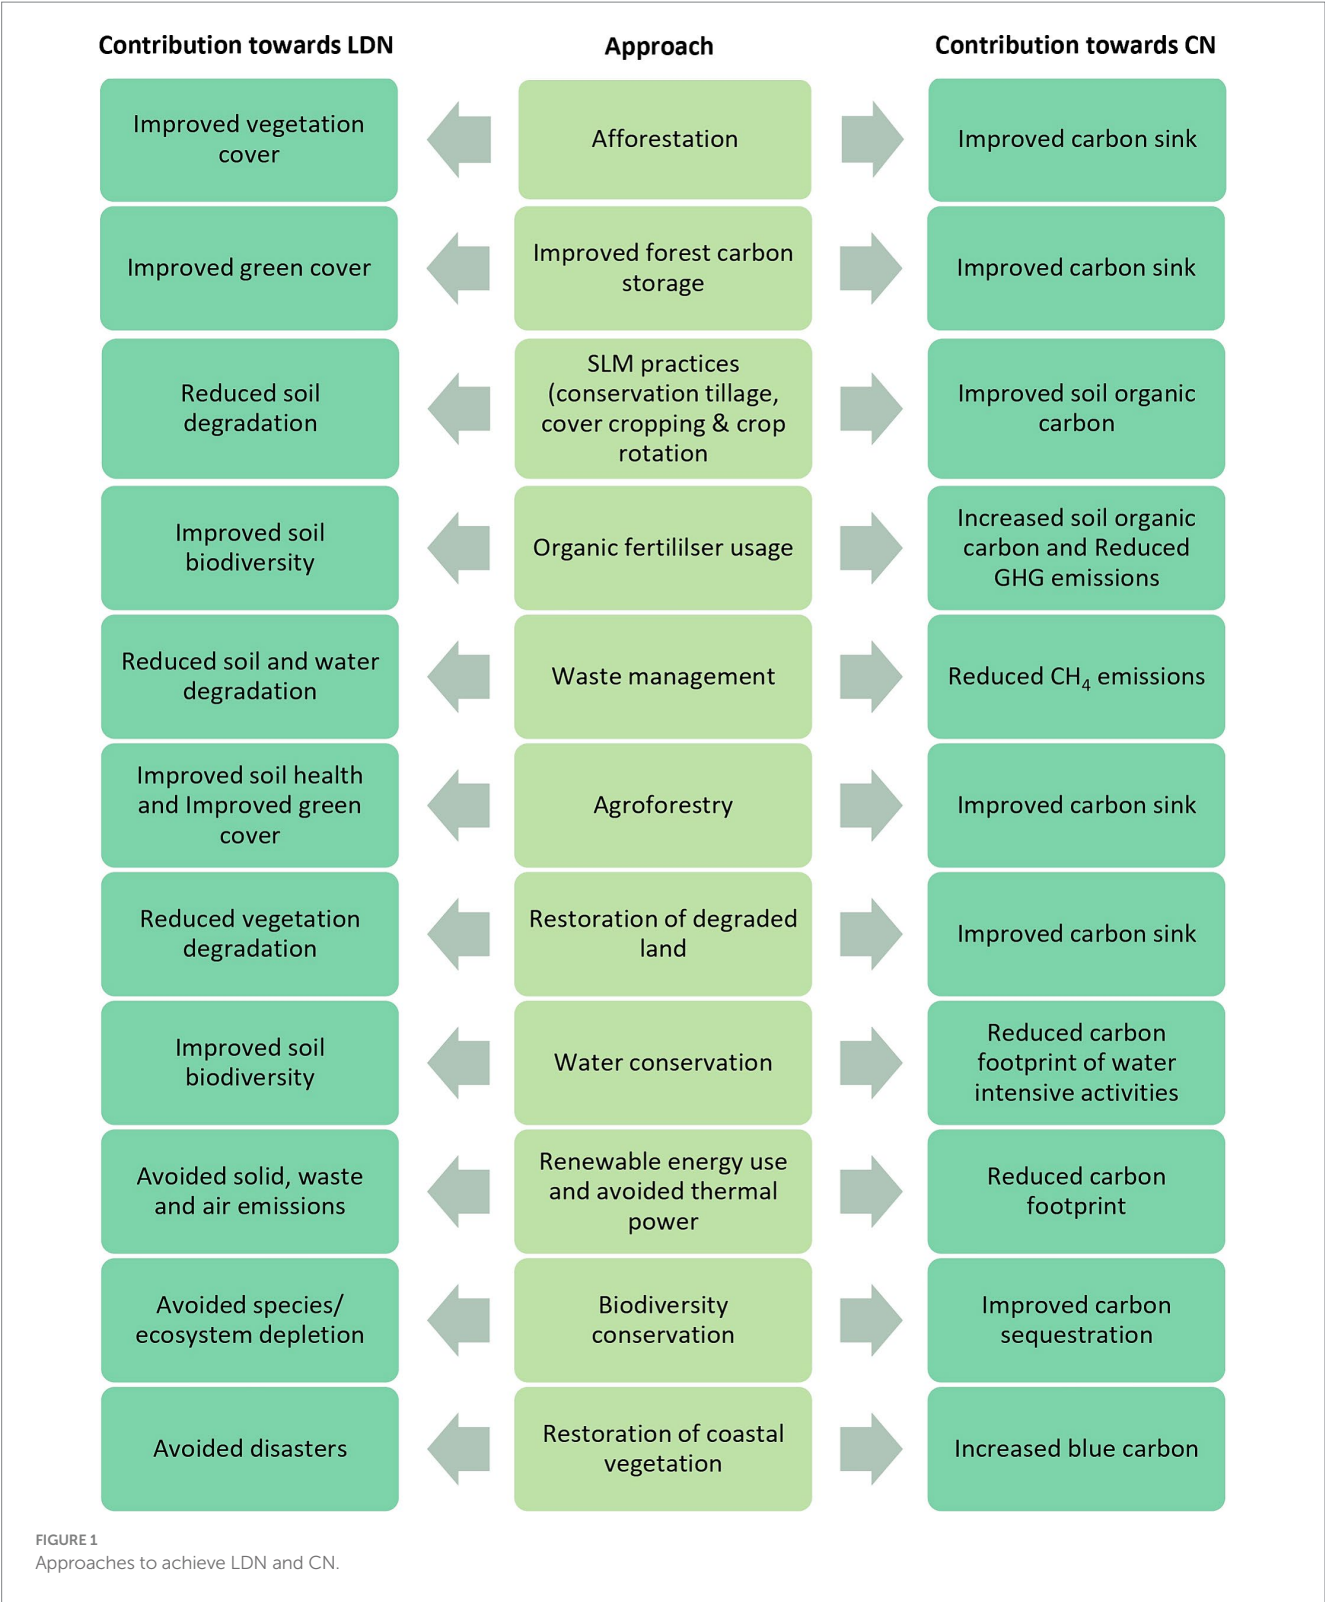 Contribution towards LDN
Approach
Contribution towards CN
Improved vegetation
cover
Afforestation
Improved carbon sink
Improved green cover
Improved forest carbon
storage
Improved carbon sink
Reduced soil
degradation
SLM practices
(conservation tillage,
cover cropping & crop
rotation
Improved soil organic
carbon
Improved soil
biodiversity
Organic fertililser usage
Increased soil organic
carbon and Reduced
GHG emissions
Reduced soil and water
degradation
Waste management
Reduced CH₄ emissions
Improved soil health
and Improved green
cover
Agroforestry
Improved carbon sink
Reduced vegetation
degradation
Restoration of degraded
land
Improved carbon sink
Improved soil
biodiversity
Water conservation
Reduced carbon
footprint of water
intensive activities
Avoided solid, waste
and air emissions
Renewable energy use
and avoided thermal
power
Reduced carbon
footprint
Avoided species/
ecosystem depletion
Biodiversity
conservation
Improved carbon
sequestration
Avoided disasters
Restoration of coastal
vegetation
Increased blue carbon
FIGURE 1
Approaches to achieve LDN and CN.